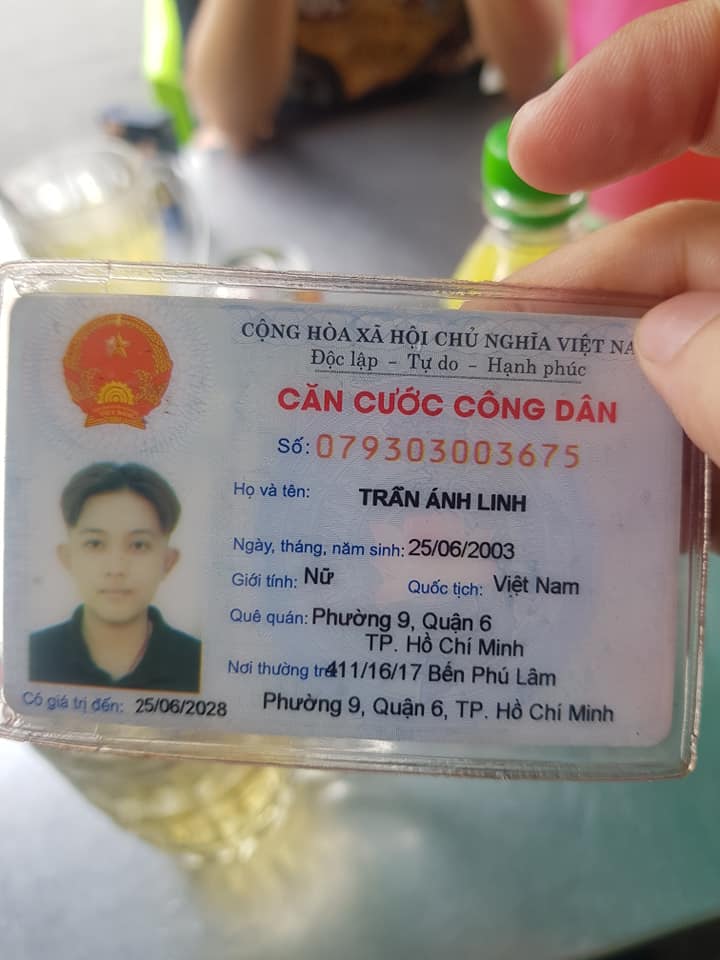 CỘNG HÒA XÃ HỘI CHỦ NGHĨA VIỆT NA
Độc lập - Tự do - Hạnh phúc
CĂN CƯỚC CÔNG DÂN
Số: 079303003675
Họ và tên: TRẦN ÁNH LINH
Ngày, tháng, năm sinh: 25/06/2003
Giới tính: Nữ Quốc tịch: Việt Nam
Quê quán: Phường 9, Quận 6
TP. Hồ Chí Minh
Nơi thường trú: 411/16/17 Bến Phú Lâm
Phường 9, Quận 6, TP. Hồ Chí Minh
Có giá trị đến: 25/06/2028